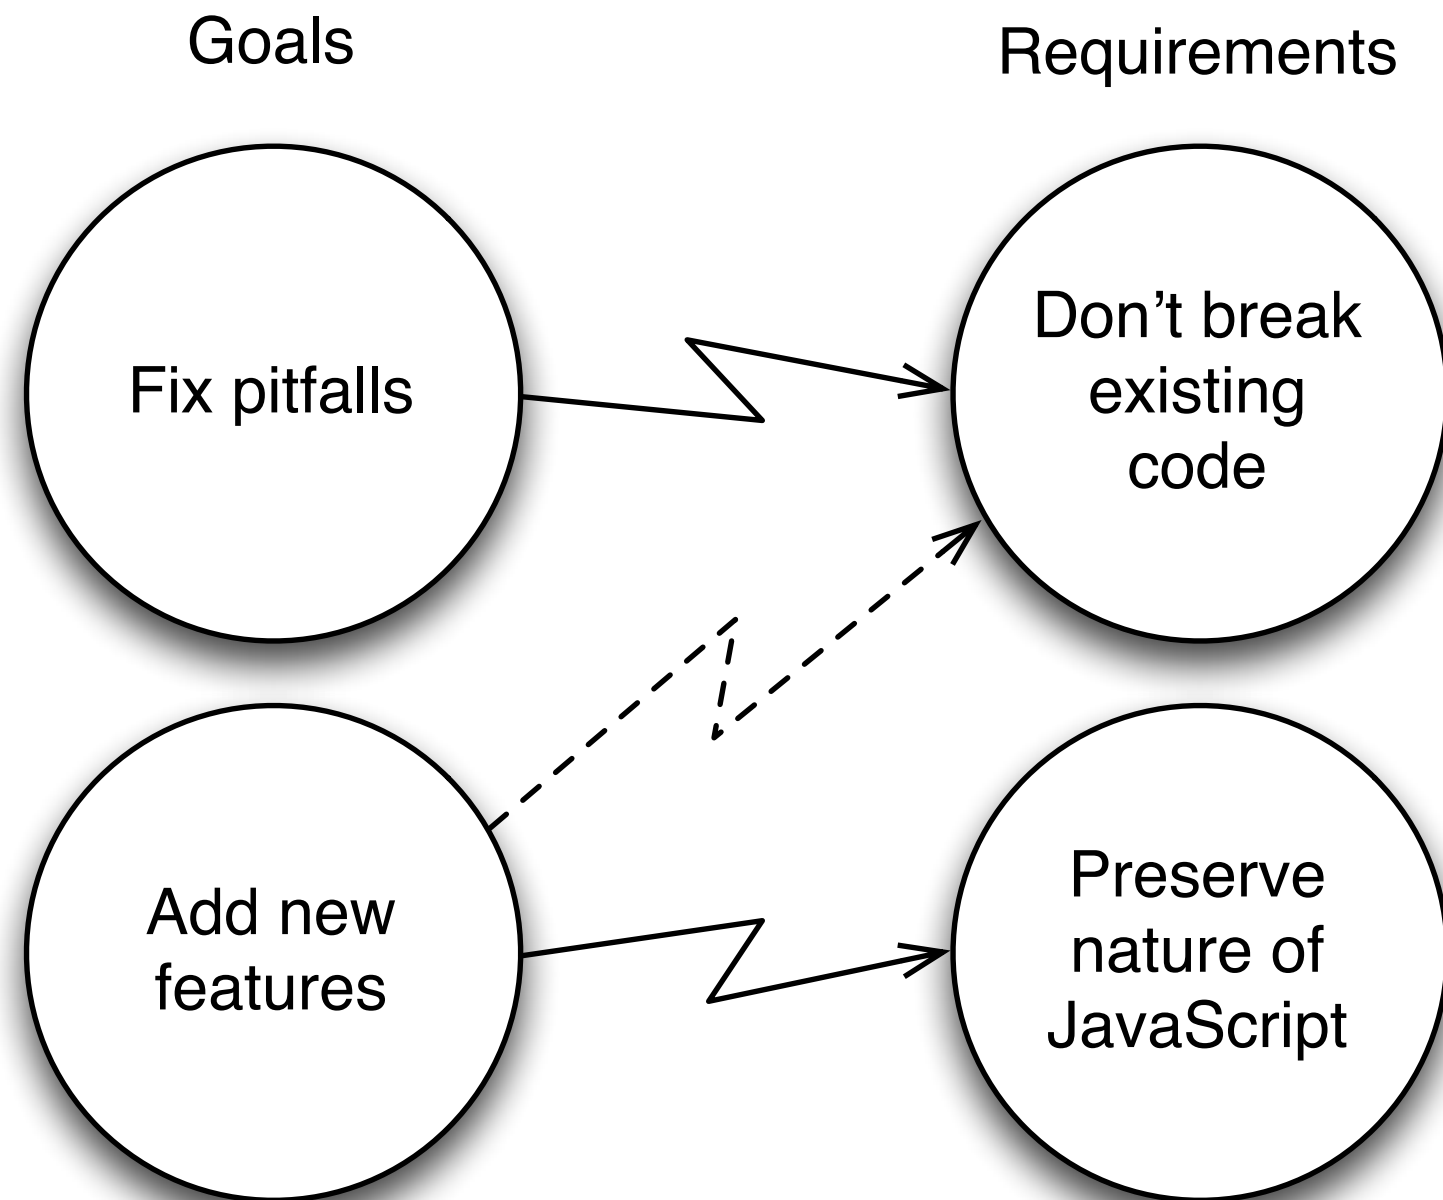 Goals
Requirements
Fix pitfalls
Don’t break
existing
code
Add new
features
Preserve
nature of
JavaScript